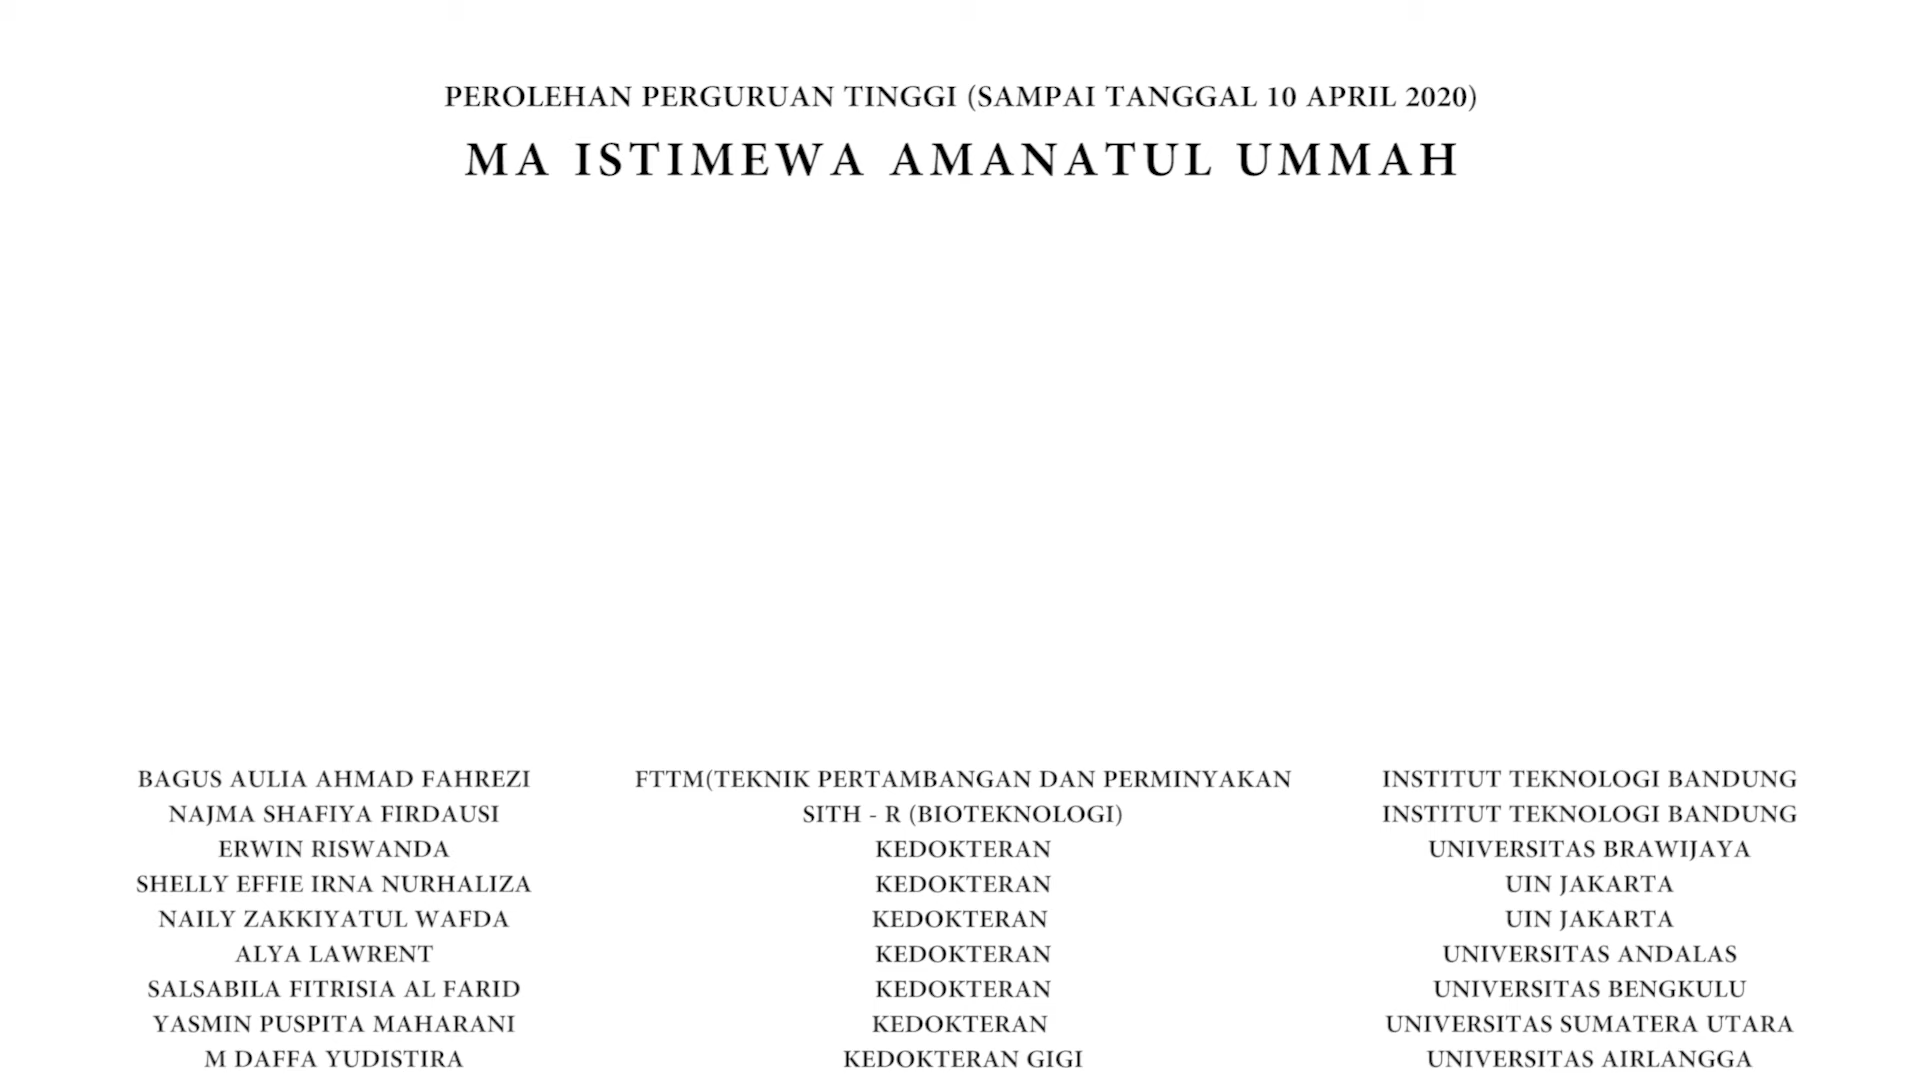 PEROLEHAN PERGURUAN TINGGI (SAMPAI TANGGAL 10 APRIL 2020)
MA ISTIMEWA AMANATUL UMMAH
BAGUS AULIA AHMAD FAHREZI FTTM(TEKNIK PERTAMBANGAN DAN PERMINYAKAN INSTITUT TEKNOLOGI BANDUNG
NAJMA SHAFIYA FIRDAUSI SITH - R (BIOTEKNOLOGI) INSTITUT TEKNOLOGI BANDUNG
ERWIN RISWANDA KEDOKTERAN UNIVERSITAS BRAWIJAYA
SHELLY EFFIE IRNA NURHALIZA KEDOKTERAN UIN JAKARTA
NAILY ZAKKIYATUL WAFDA KEDOKTERAN UIN JAKARTA
ALYA LAWRENT KEDOKTERAN UNIVERSITAS ANDALAS
SALSABILA FITRISIA AL FARID KEDOKTERAN UNIVERSITAS BENGKULU
YASMIN PUSPITA MAHARANI KEDOKTERAN UNIVERSITAS SUMATERA UTARA
M DAFFA YUDISTIRA KEDOKTERAN GIGI UNIVERSITAS AIRLANGGA